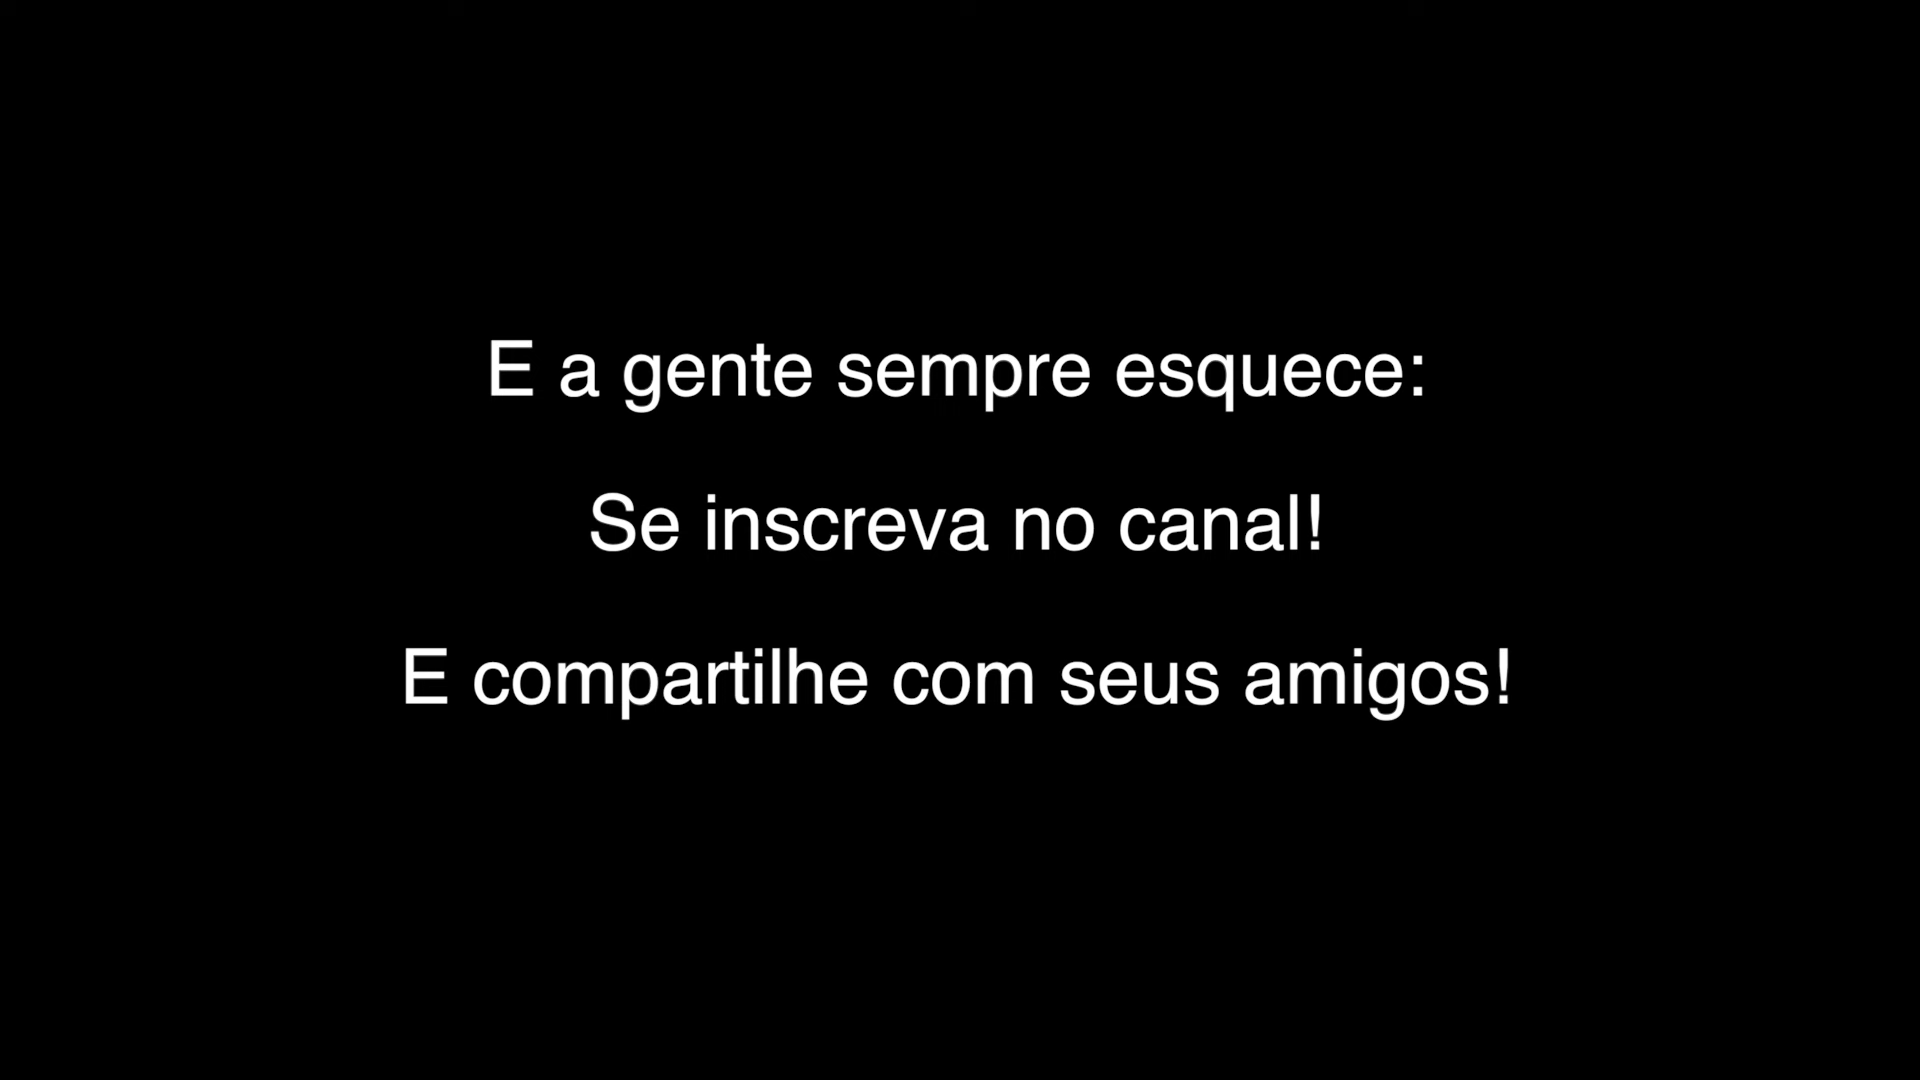 E a gente sempre esquece:
Se inscreva no canal!
E compartilhe com seus amigos!